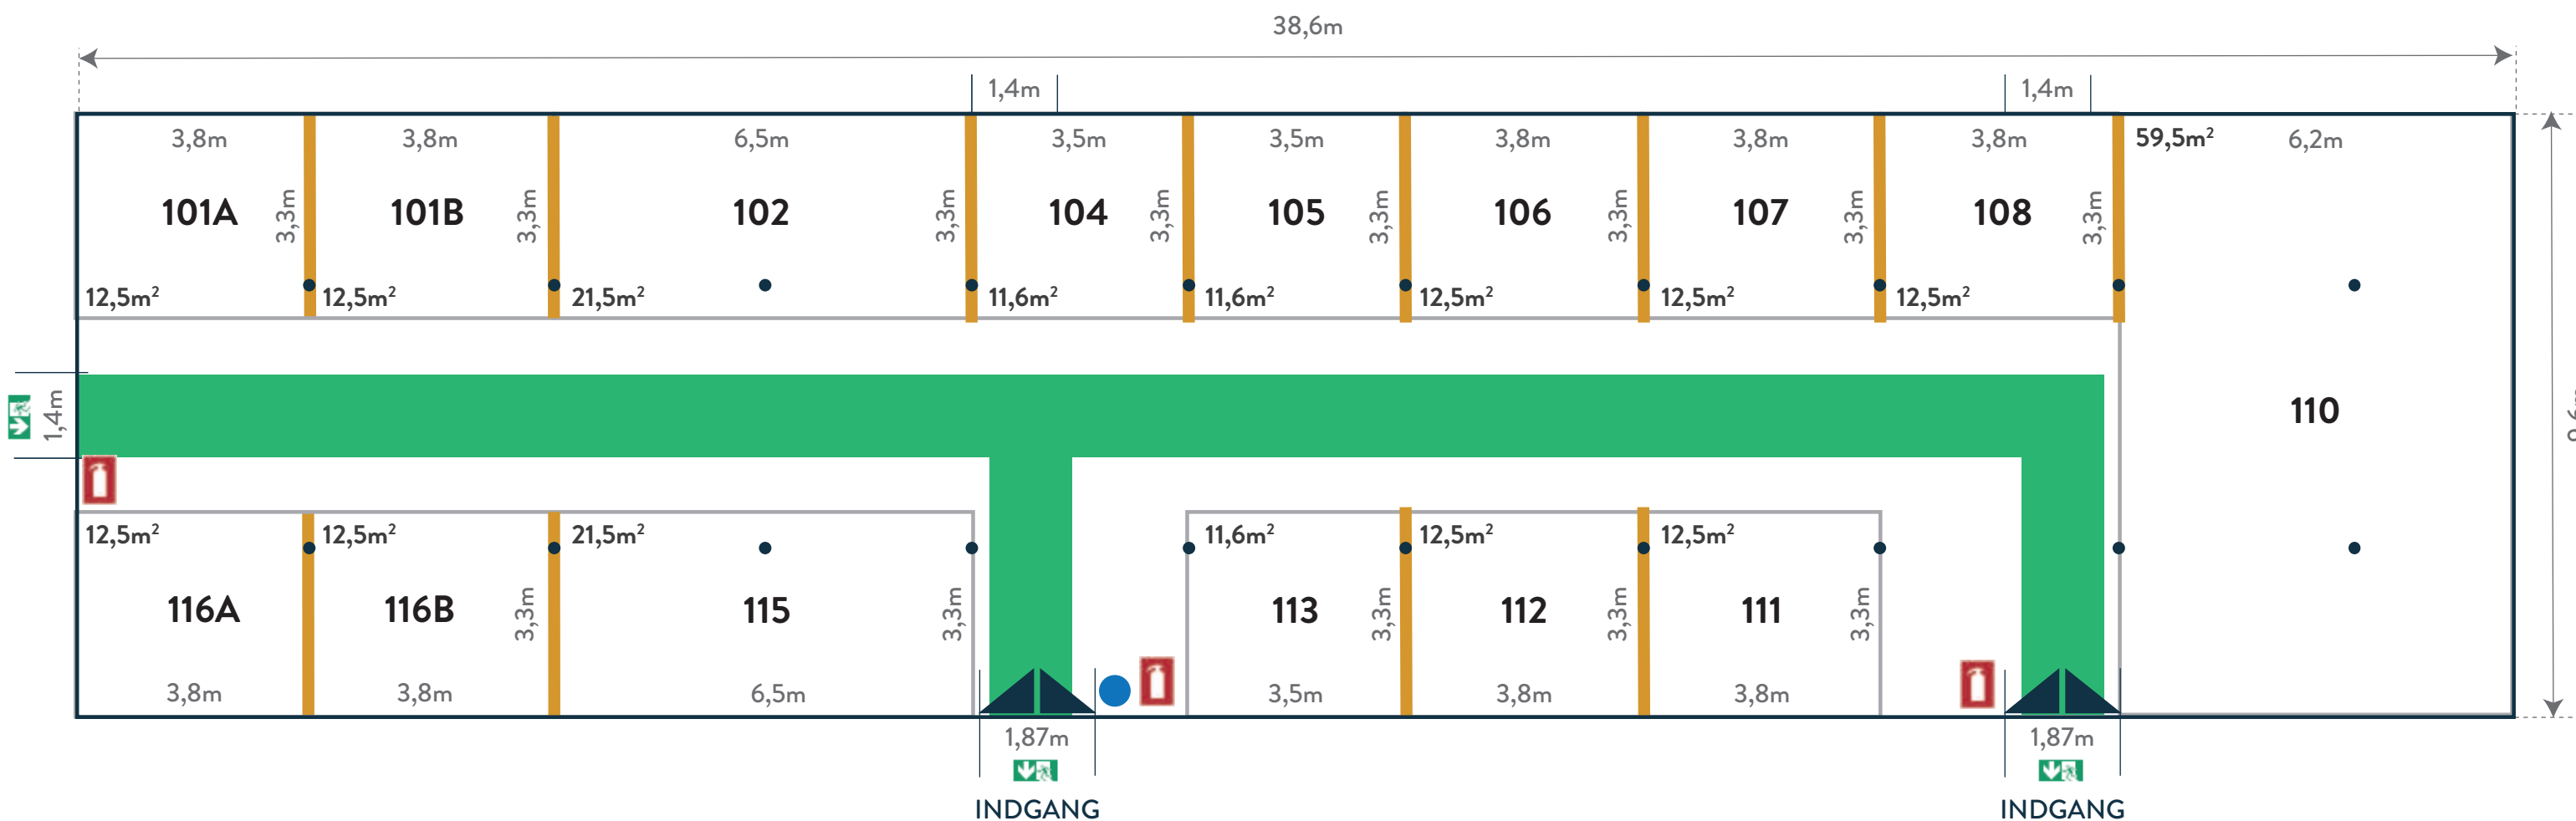 38,6m
1,4m 1,4m
3,8m 3,8m 6,5m 3,5m 3,5m 3,8m 3,8m 3,8m 59,5m² 6,2m
101A 3,3m 101B 3,3m 102 3,3m 104 3,3m 105 3,3m 106 3,3m 107 3,3m 108 3,3m
12,5m² 12,5m² 21,5m² 11,6m² 11,6m² 12,5m² 12,5m² 12,5m²
1,4m 110
12,5m² 12,5m² 21,5m² 11,6m² 12,5m² 12,5m²
116A 116B 3,3m 115 3,3m 113 3,3m 112 3,3m 111 3,3m
3,8m 3,8m 6,5m 3,5m 3,8m 3,8m
1,87m 1,87m
INDGANG INDGANG